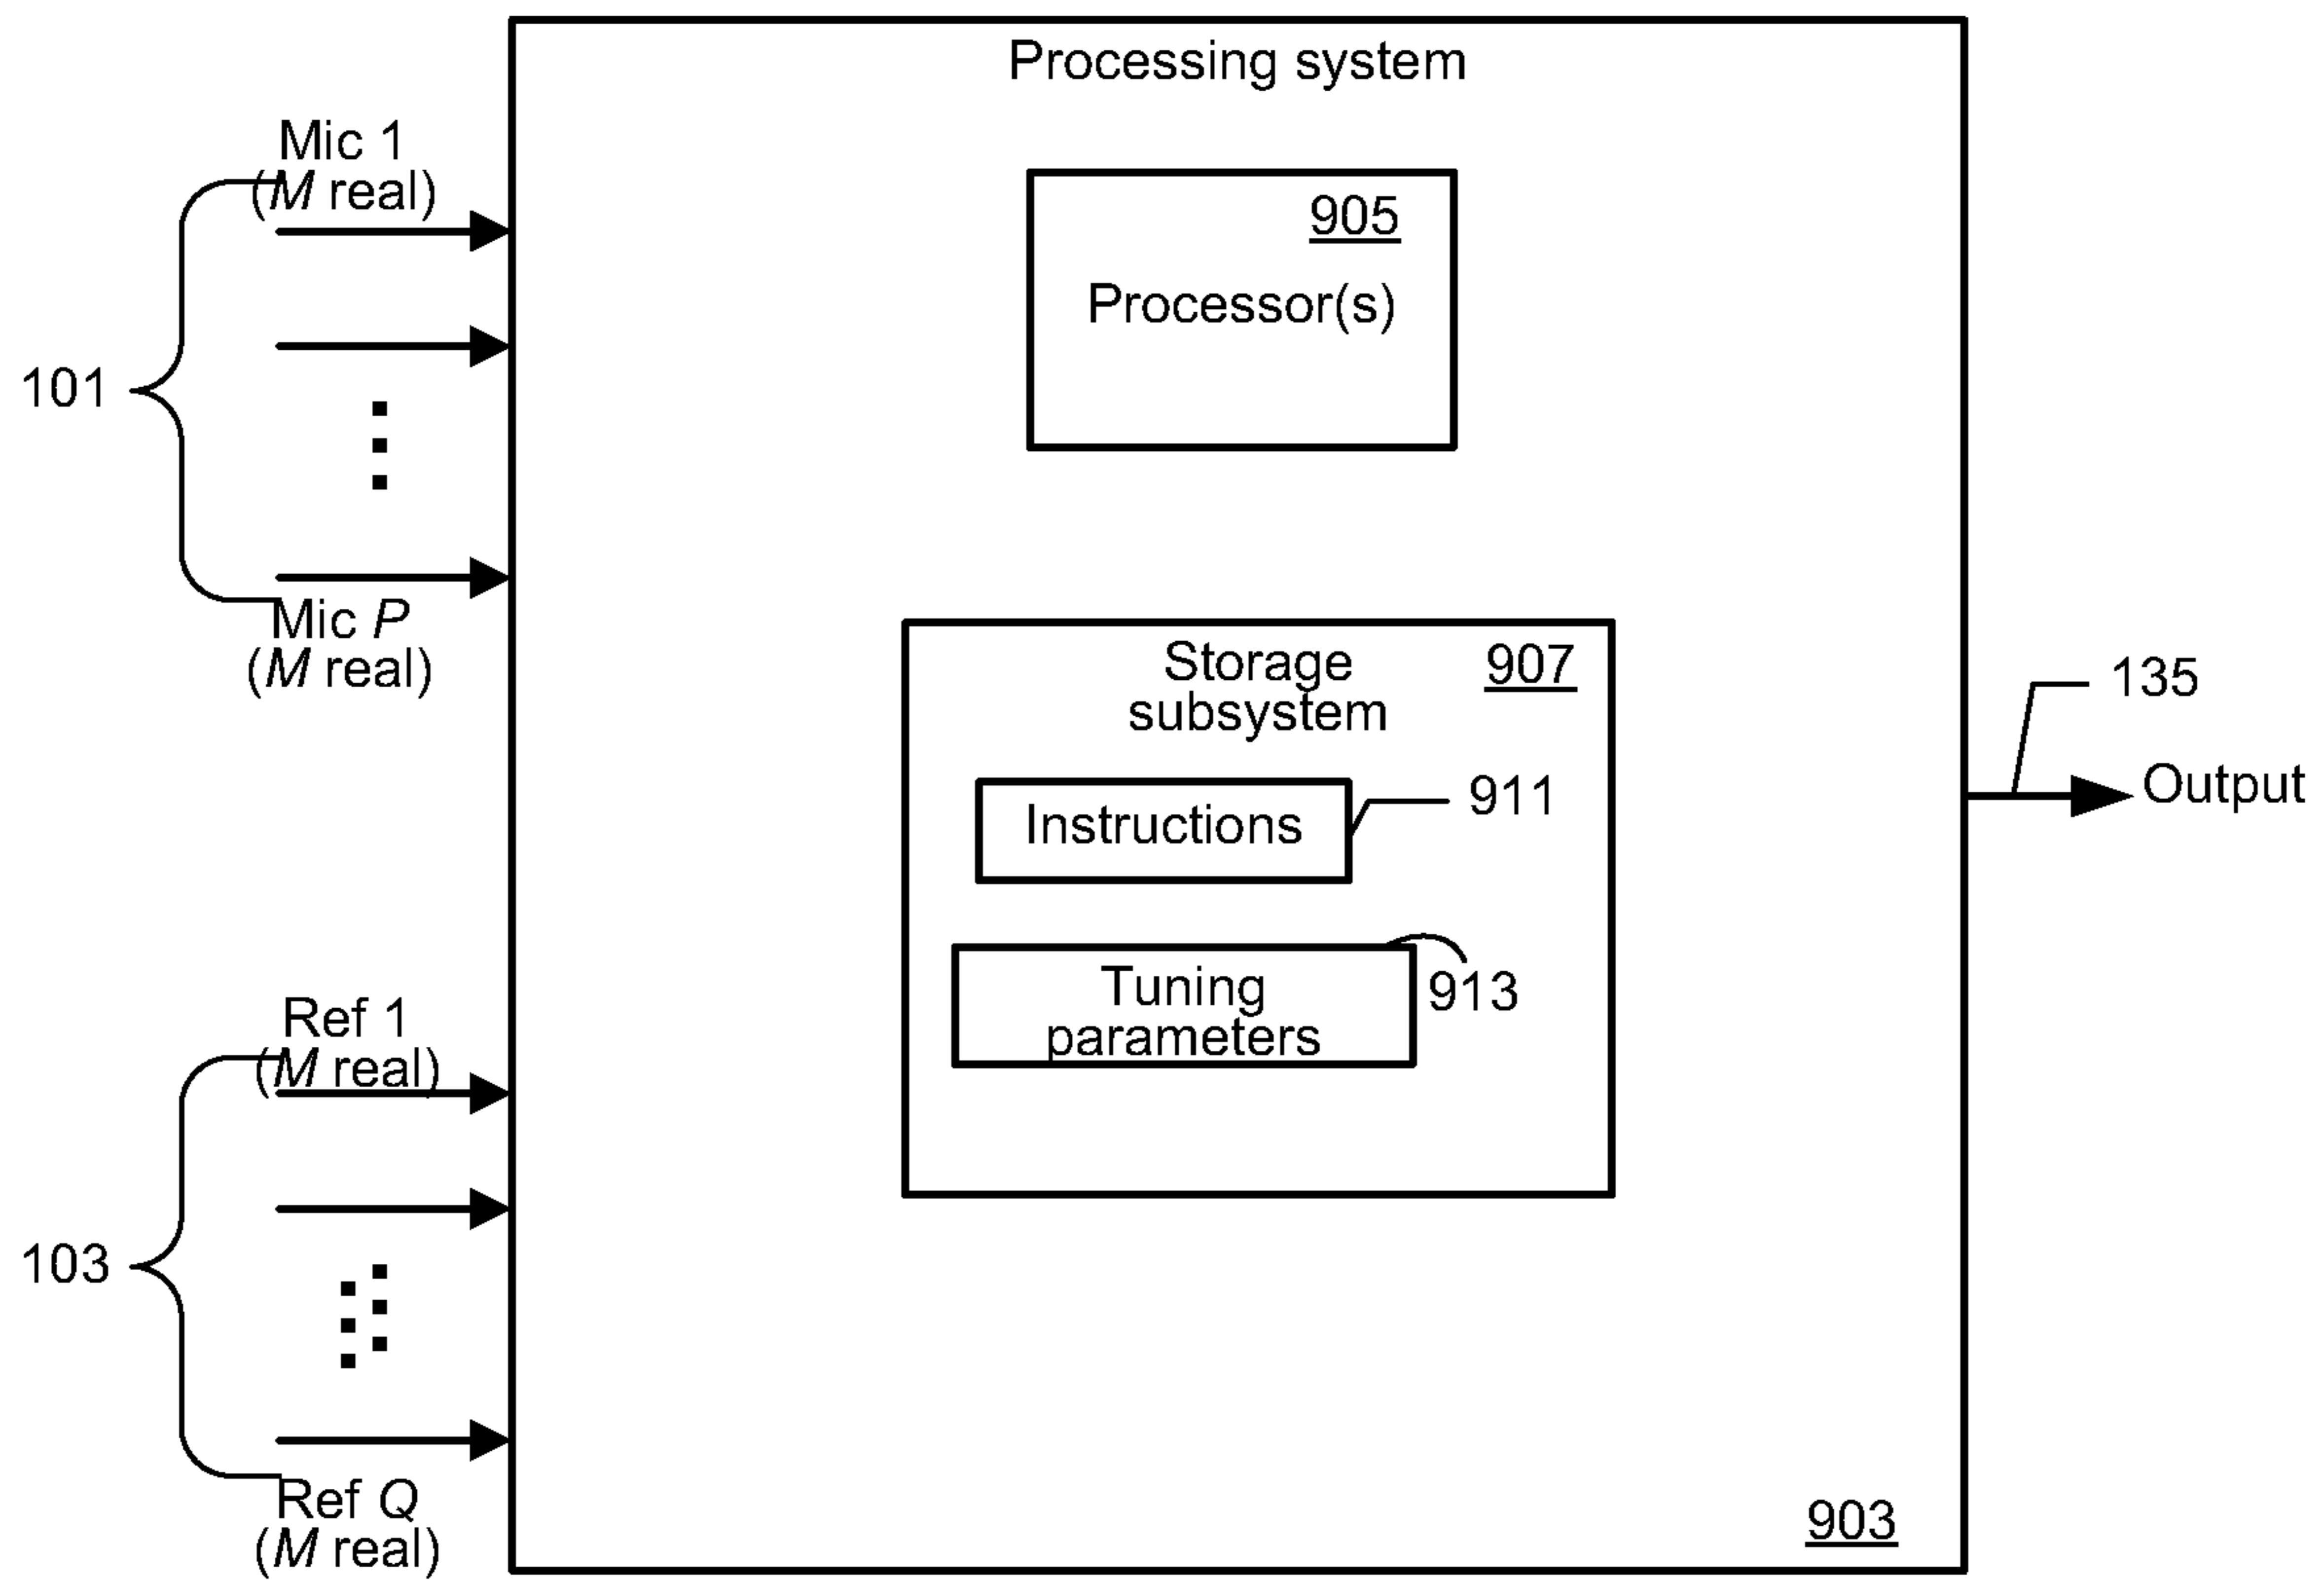 Processing system
Mic 1
(M real)
905
Processor(s)
101
Mic P
(M real)
Storage
subsystem
907
135
Instructions
911
Output
Tuning
parameters
913
Ref 1
(M real)
103
Ref Q
(M real)
903